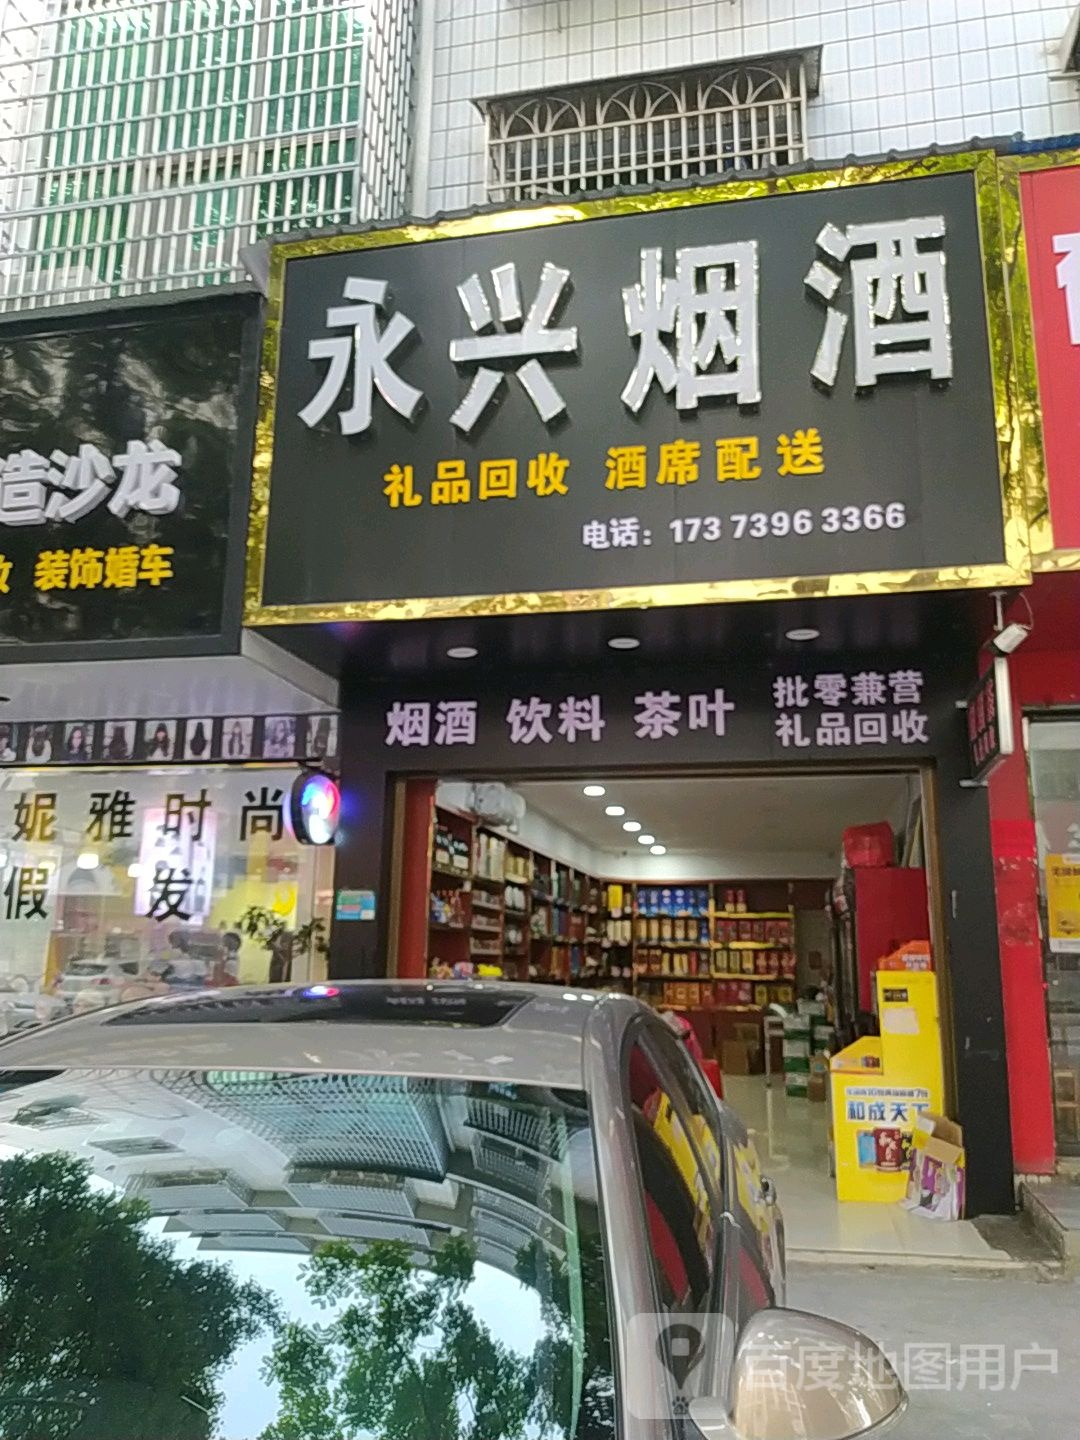 永兴烟酒
礼品回收 酒席配送
电话：173 7396 3366
造沙龙
装饰婚车
烟酒 饮料 茶叶
批零兼营
礼品回收
妮雅时尚
假发
和成天下
百度地图用户